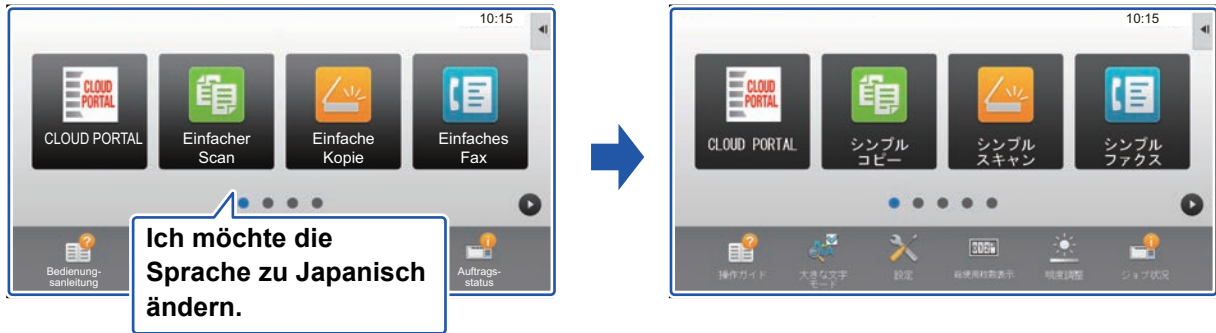 10:15
CLOUD
PORTAL
CLOUD PORTAL
Einfacher
Scan
Einfache
Kopie
Einfaches
Fax
Bedienung-
sanleitung
Ich möchte die
Sprache zu Japanisch
ändern.
Auftrags-
status
10:15
CLOUD
PORTAL
CLOUD PORTAL
シンプル
コピー
シンプル
スキャン
シンプル
ファクス
操作ガイド
大きな文字
モード
設定
総使用枚数表示
明度調整
ジョブ状況